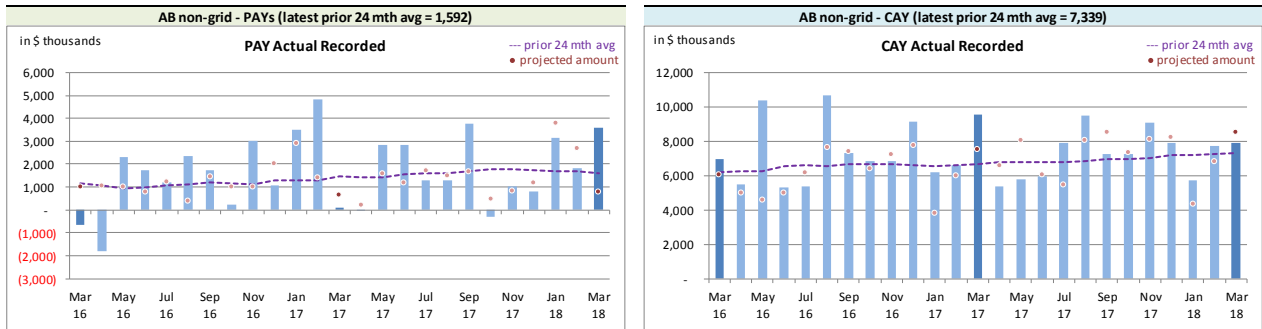 AB non-grid - PAYs (latest prior 24 mth avg = 1,592)
in $ thousands
PAY Actual Recorded
--- prior 24 mth avg
• projected amount
6,000
5,000
4,000
3,000
2,000
1,000
-
(1,000)
(2,000)
(3,000)
Mar 16 May 16 Jul 16 Sep 16 Nov 16 Jan 17 Mar 17 May 17 Jul 17 Sep 17 Nov 17 Jan 18 Mar 18
AB non-grid - CAY (latest prior 24 mth avg = 7,339)
in $ thousands
CAY Actual Recorded
--- prior 24 mth avg
• projected amount
12,000
10,000
8,000
6,000
4,000
2,000
-
Mar 16 May 16 Jul 16 Sep 16 Nov 16 Jan 17 Mar 17 May 17 Jul 17 Sep 17 Nov 17 Jan 18 Mar 18